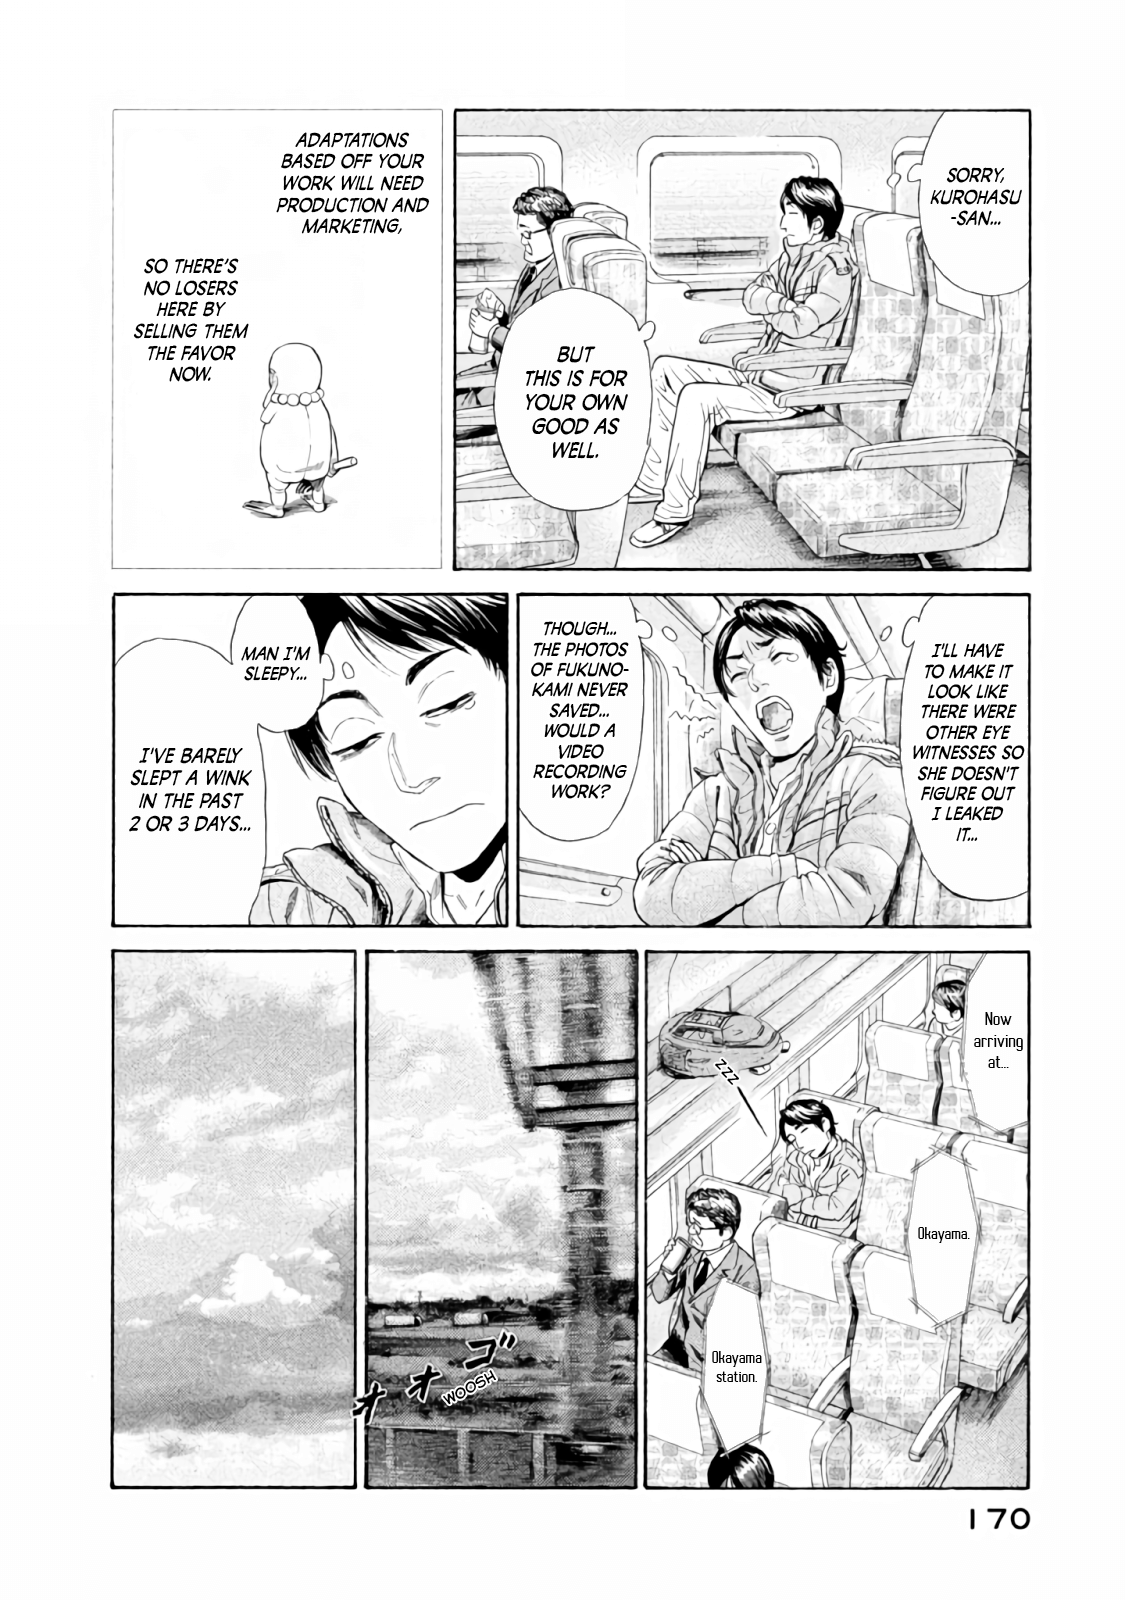 SORRY,
KUROHASU
-SAN...
BUT
THIS IS FOR
YOUR OWN
GOOD AS
WELL.
ADAPTATIONS
BASED OFF YOUR
WORK WILL NEED
PRODUCTION AND
MARKETING,
SO THERE'S
NO LOSERS
HERE BY
SELLING THEM
THE FAVOR
NOW.
I'LL HAVE
TO MAKE IT
LOOK LIKE
THERE WERE
OTHER EYE
WITNESSES SO
SHE DOESN'T
FIGURE OUT
I LEAKED
IT...
THOUGH...
THE PHOTOS
OF FUKUNO-
KAMI NEVER
SAVED...
WOULD A
VIDEO
RECORDING
WORK?
MAN I'M
SLEEPY...
I'VE BARELY
SLEPT A WINK
IN THE PAST
2 OR 3 DAYS...
Now
arriving
at...
ZZZ
Okayama.
Okayama
station.
ゴオオ
WOOSH
170